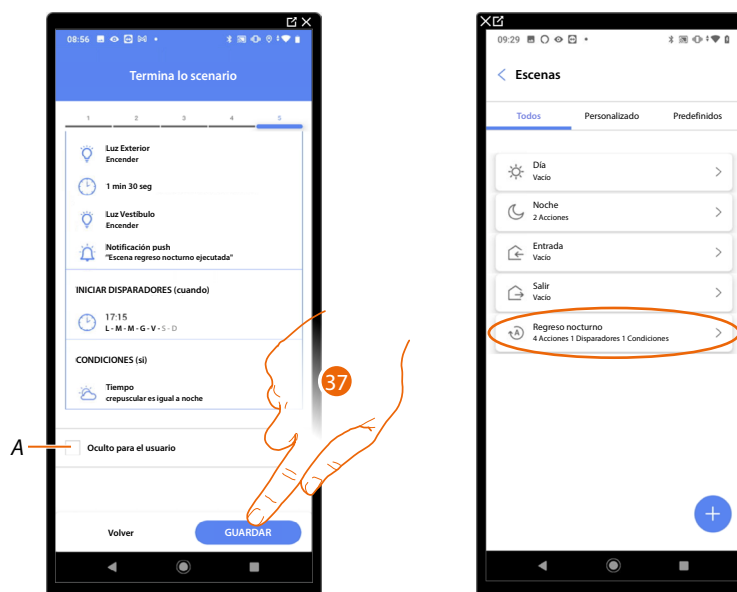 08:56
Termina lo scenario
1 2 3 4 5
Luz Exterior
Encender
1 min 30 seg
Luz Vestíbulo
Encender
Notificación push
"Escena regreso nocturno ejecutada"
INICIAR DISPARADORES (cuando)
17:15
L - M - M - G - V - S - D
CONDICIONES (si)
Tiempo
crepuscular es igual a noche
37
A
Oculto para el usuario
Volver
GUARDAR
09:29
Escenas
Todos Personalizado Predefinidos
Día
Vacío
Noche
2 Acciones
Entrada
Vacío
Salir
Vacío
A
Regreso nocturno
4 Acciones 1 Disparadores 1 Condiciones